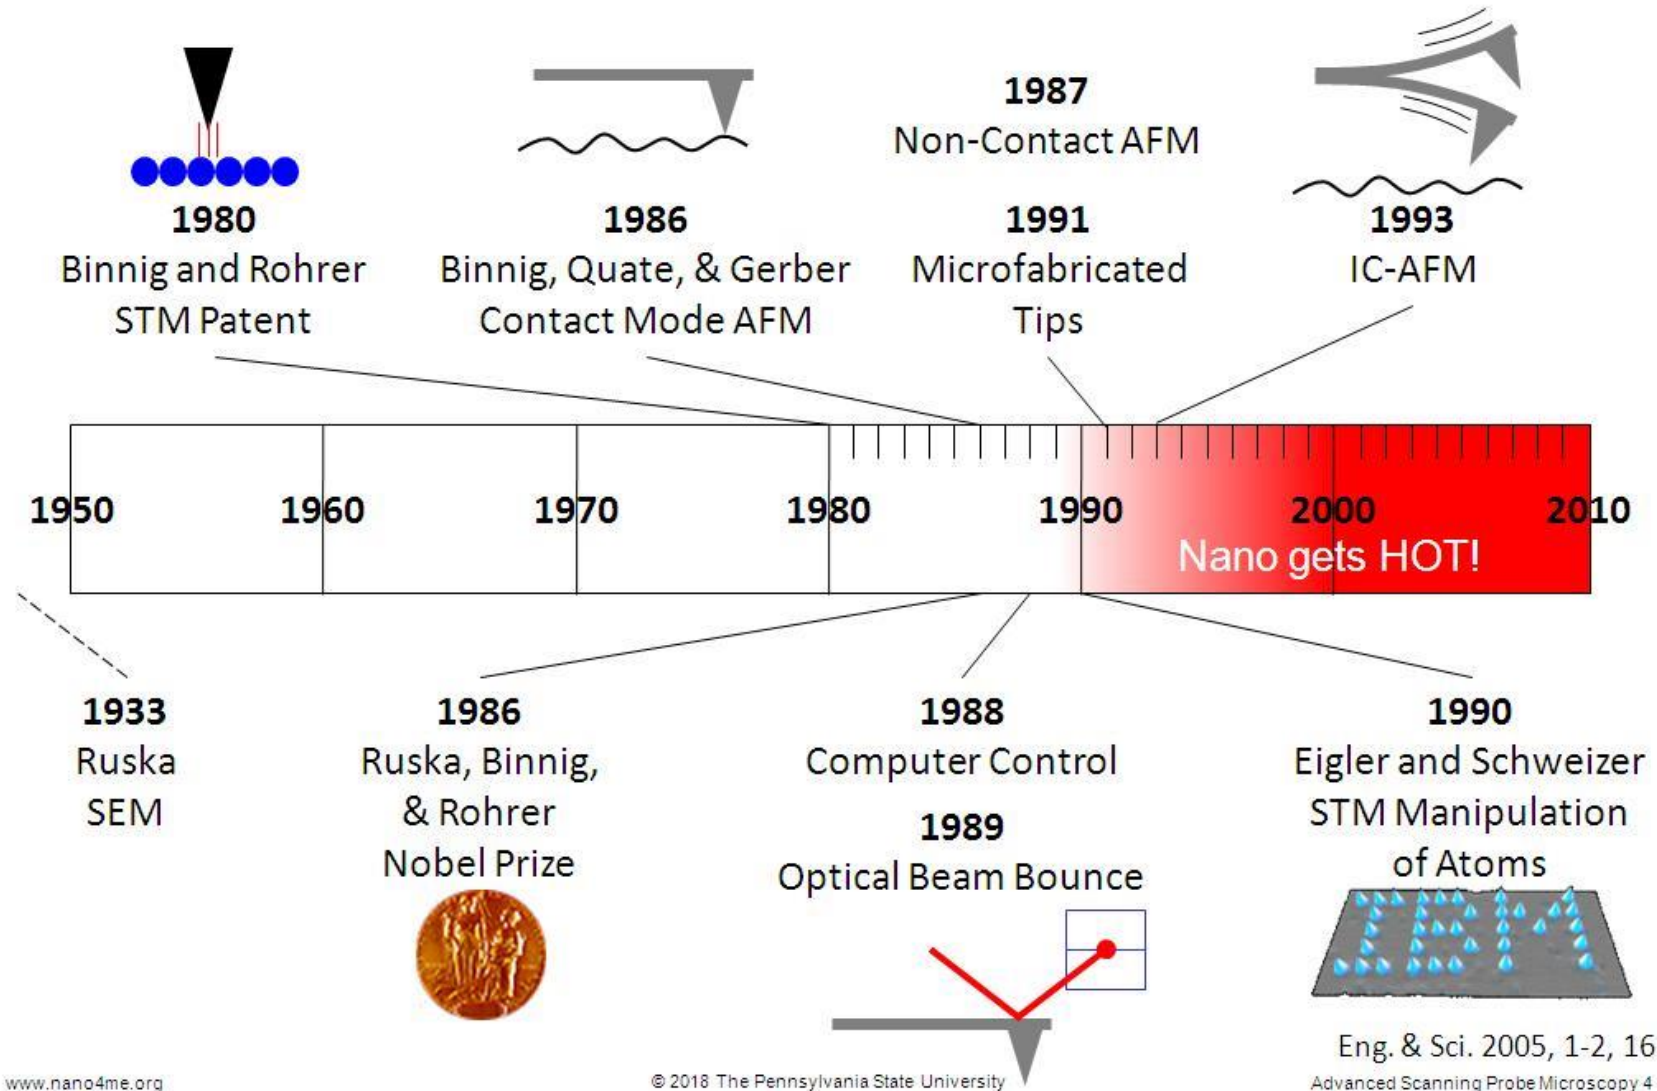 1980
Binnig and Rohrer
STM Patent
1986
Binnig, Quate, & Gerber
Contact Mode AFM
1987
Non-Contact AFM
1991
Microfabricated
Tips
1993
IC-AFM
1950 1960 1970 1980 1990 2000 2010
Nano gets HOT!
1933
Ruska
SEM
1986
Ruska, Binnig,
& Rohrer
Nobel Prize
1988
Computer Control
1989
Optical Beam Bounce
1990
Eigler and Schweizer
STM Manipulation
of Atoms
IBM
Eng. & Sci. 2005, 1-2, 16
www.nano4me.org
© 2018 The Pennsylvania State University
Advanced Scanning Probe Microscopy 4